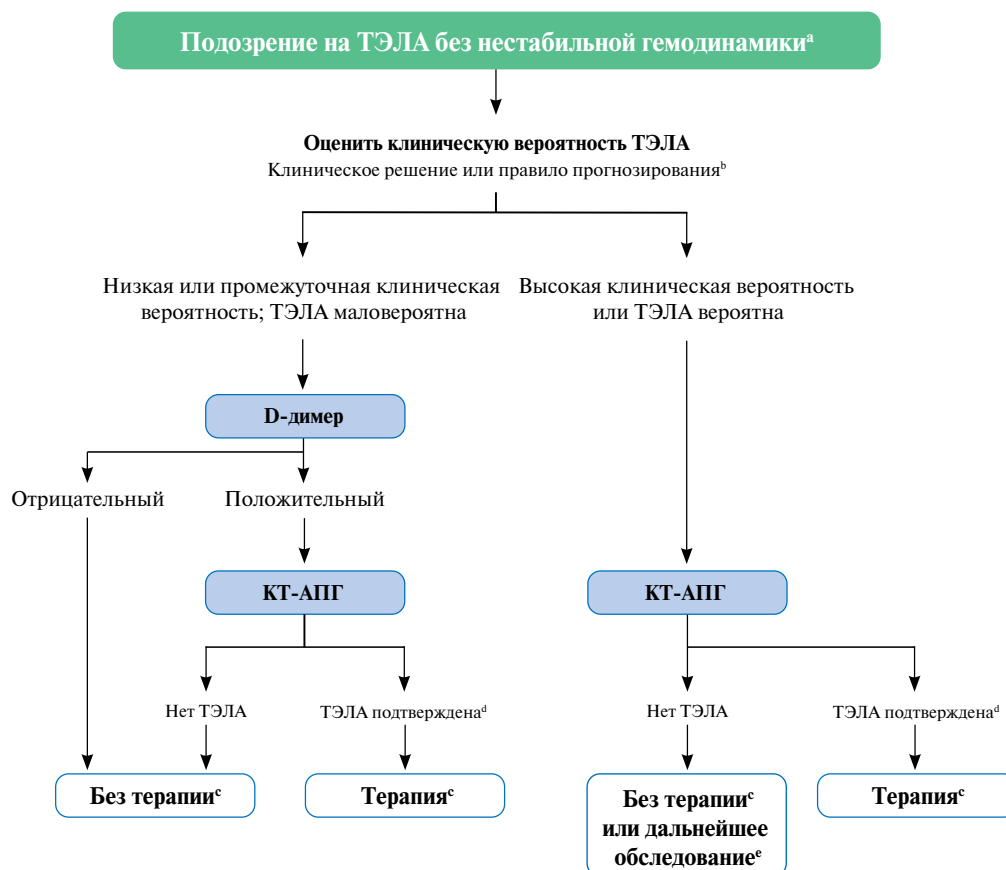 Подозрение на ТЭЛА без нестабильной гемодинамикиᵃ
Оценить клиническую вероятность ТЭЛА
Клиническое решение или правило прогнозированияᵇ
Низкая или промежуточная клиническая
вероятность; ТЭЛА маловероятна
Высокая клиническая вероятность
или ТЭЛА вероятна
D-димер
Отрицательный
Положительный
КТ-АПГ
КТ-АПГ
Нет ТЭЛА
ТЭЛА подтвержденаᵈ
Нет ТЭЛА
ТЭЛА подтвержденаᵈ
Без терапииᶜ
Терапияᶜ
Без терапииᶜ
или дальнейшее
обследованиеᵉ
Терапияᶜ